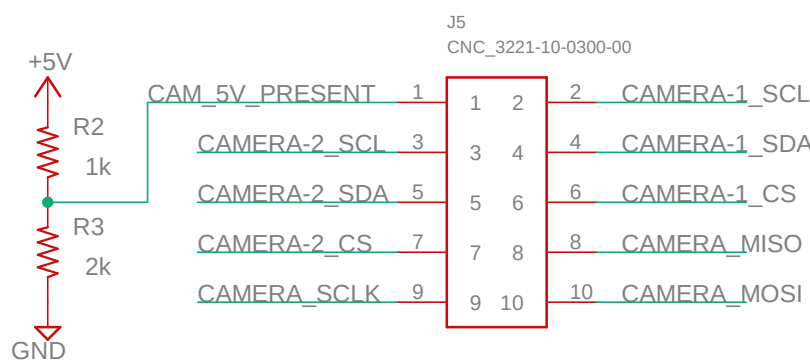 J5
CNC_3221-10-0300-00
+5V
CAM_5V_PRESENT 1 1 2 2 CAMERA-1_SCL
R2
1k
CAMERA-2_SCL 3 3 4 4 CAMERA-1_SDA
CAMERA-2_SDA 5 5 6 6 CAMERA-1_CS
R3
2k
CAMERA-2_CS 7 7 8 8 CAMERA_MISO
CAMERA_SCLK 9 9 10 10 CAMERA_MOSI
GND